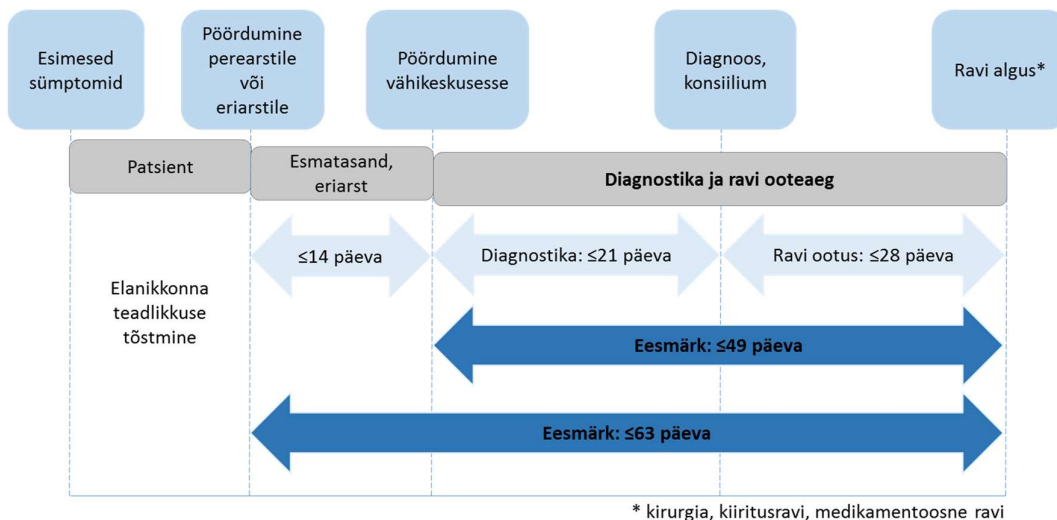 Esimesed
sümptomid
Pöördumine
perearstile
või
eriarstile
Pöördumine
vähikeskusesse
Diagnoos,
konsiilium
Ravi algus*
Patsient
Esmatasand,
eriarst
Diagnostika ja ravi ooteaeg
≤14 päeva
Diagnostika: ≤21 päeva
Ravi ootus: ≤28 päeva
Elanikkonna
teadlikkuse
tõstmine
Eesmärk: ≤49 päeva
Eesmärk: ≤63 päeva
* kirurgia, kiiritusravi, medikamentoosne ravi